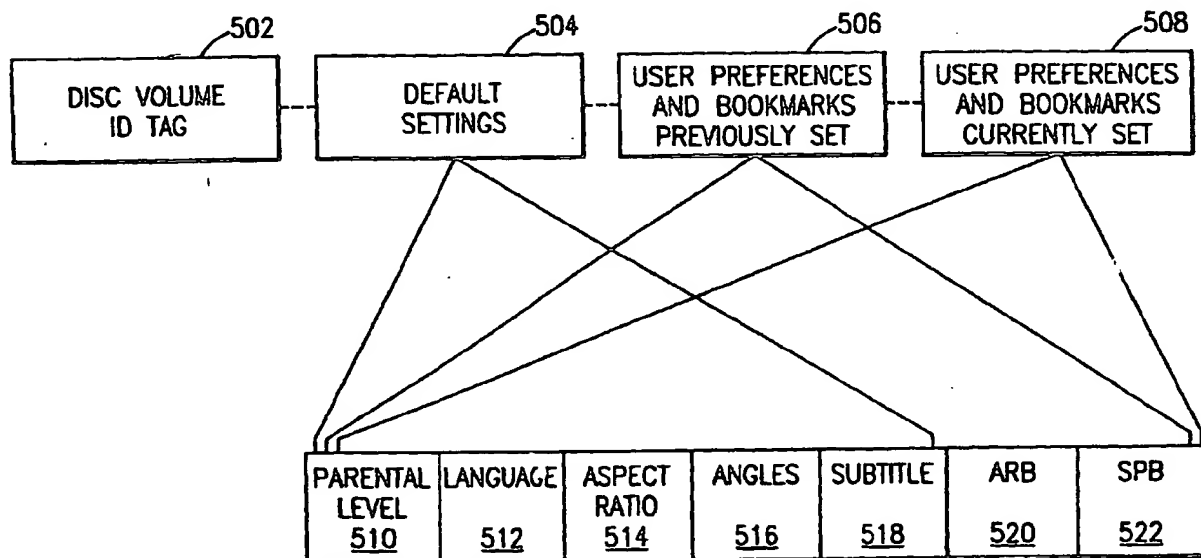 502
504
506
508
DISC VOLUME
ID TAG
DEFAULT
SETTINGS
USER PREFERENCES
AND BOOKMARKS
PREVIOUSLY SET
USER PREFERENCES
AND BOOKMARKS
CURRENTLY SET
PARENTAL
LEVEL
510
LANGUAGE
512
ASPECT
RATIO
514
ANGLES
516
SUBTITLE
518
ARB
520
SPB
522